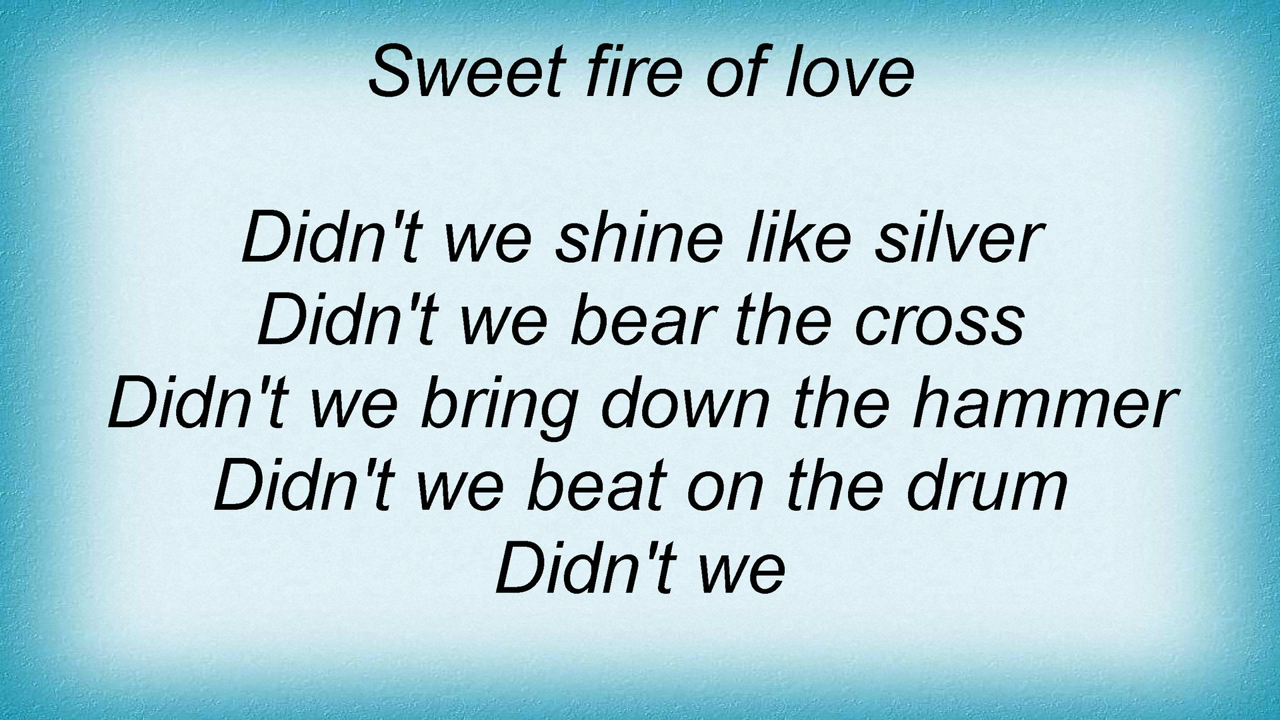 Sweet fire of love
Didn't we shine like silver
Didn't we bear the cross
Didn't we bring down the hammer
Didn't we beat on the drum
Didn't we